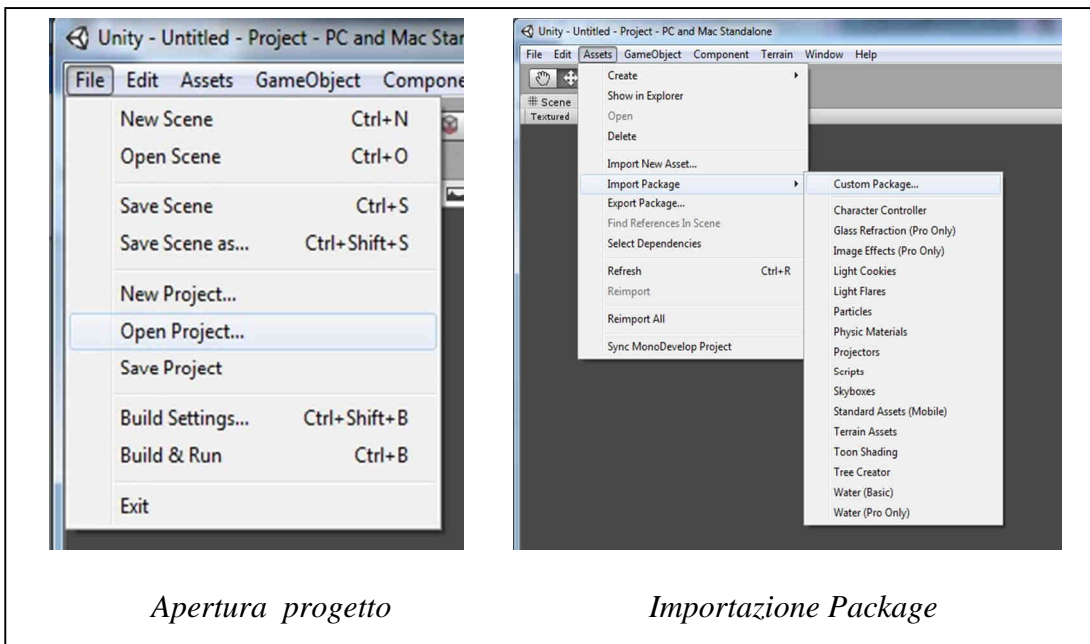 Unity - Untitled - Project - PC and Mac Star
File Edit Assets GameObject Compone
New Scene Ctrl+N
Open Scene Ctrl+O
Save Scene Ctrl+S
Save Scene as... Ctrl+Shift+S
New Project...
Open Project...
Save Project
Build Settings... Ctrl+Shift+B
Build & Run Ctrl+B
Exit
Unity - Untitled - Project - PC and Mac Standalone
File Edit Assets GameObject Component Terrain Window Help
Scene
Textured
Create
Show in Explorer
Open
Delete
Import New Asset...
Import Package
Export Package...
Find References In Scene
Select Dependencies
Refresh Ctrl+R
Reimport
Reimport All
Sync MonoDevelop Project
Custom Package...
Character Controller
Glass Refraction (Pro Only)
Image Effects (Pro Only)
Light Cookies
Light Flares
Particles
Physic Materials
Projectors
Scripts
Skyboxes
Standard Assets (Mobile)
Terrain Assets
Toon Shading
Tree Creator
Water (Basic)
Water (Pro Only)
Apertura progetto
Importazione Package